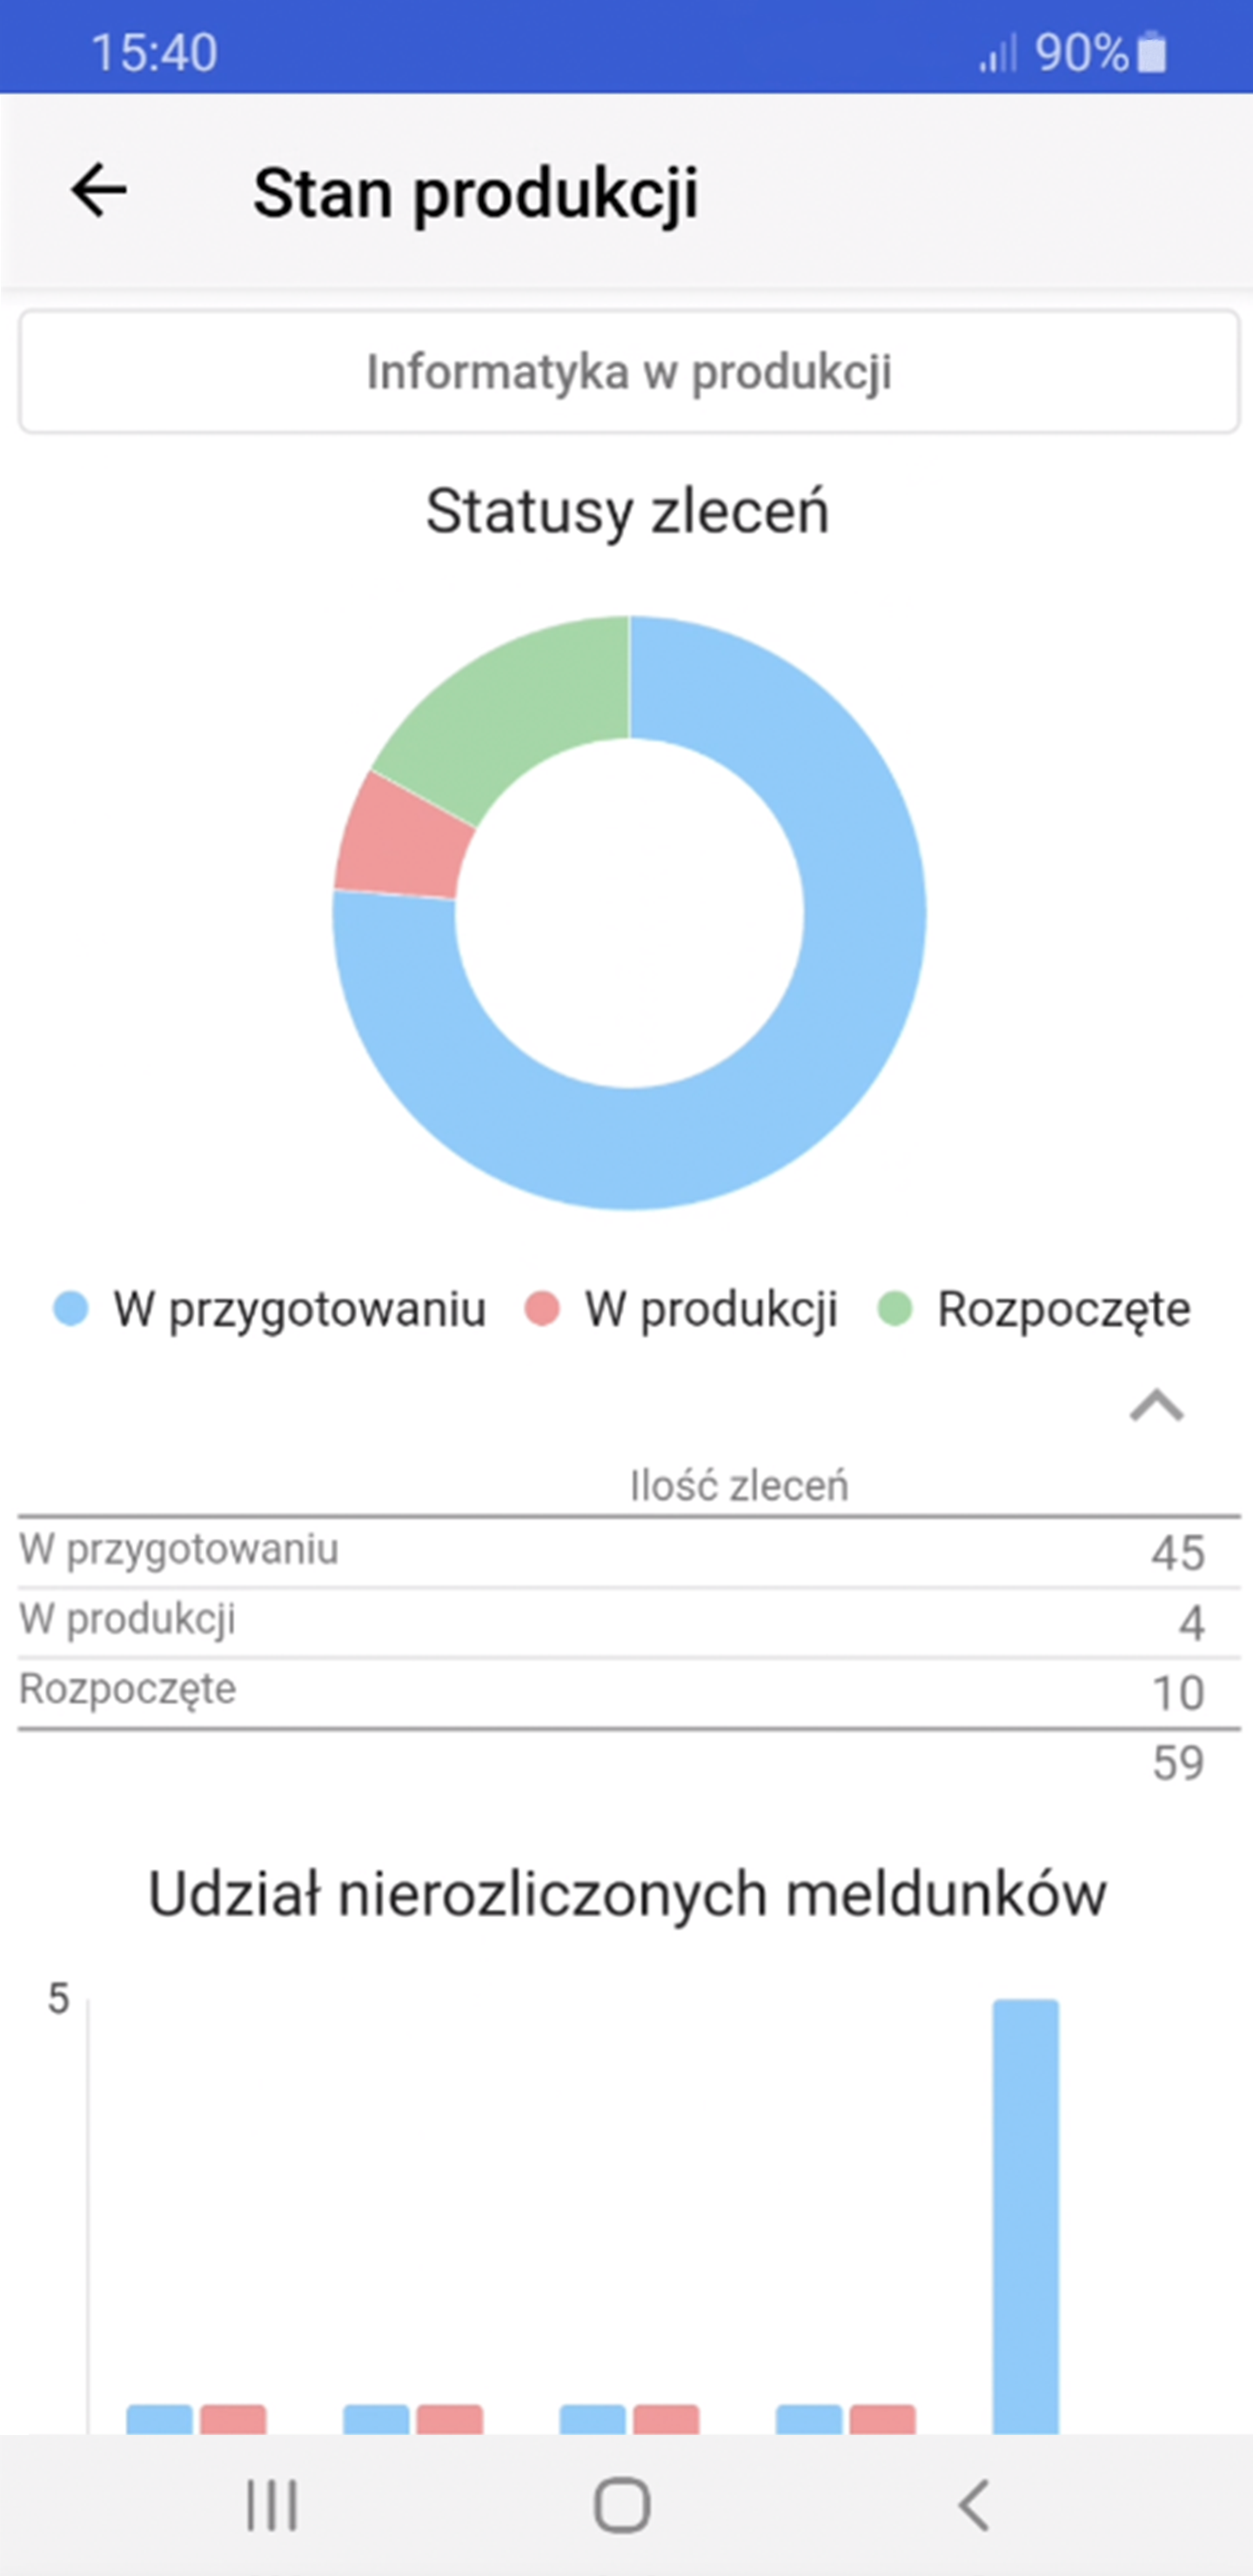 15:40 90%
Stan produkcji
Informatyka w produkcji
Statusy zleceń
W przygotowaniu W produkcji Rozpoczęte
Ilość zleceń
W przygotowaniu 45
W produkcji 4
Rozpoczęte 10
59
Udział nierozliczonych meldunków
5